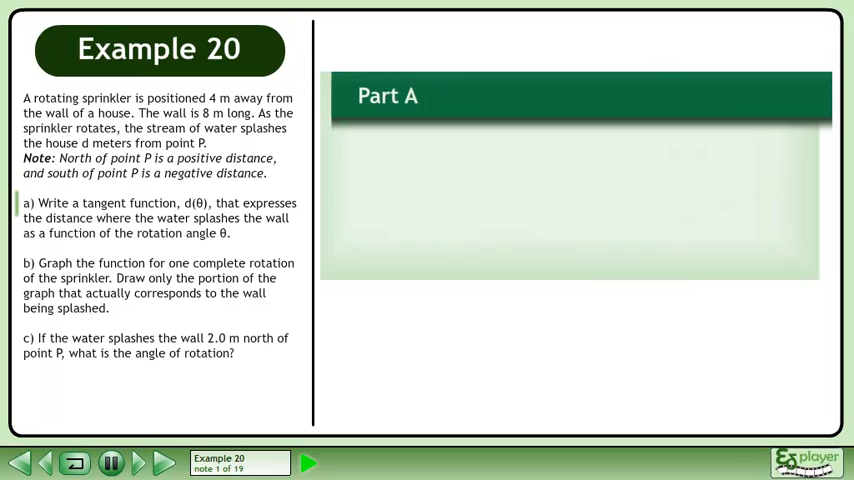 Example 20
A rotating sprinkler is positioned 4 m away from
the wall of a house. The wall is 8 m long. As the
sprinkler rotates, the stream of water splashes
the house d meters from point P.
Note: North of point P is a positive distance,
and south of point P is a negative distance.
a) Write a tangent function, d(θ), that expresses
the distance where the water splashes the wall
as a function of the rotation angle θ.
b) Graph the function for one complete rotation
of the sprinkler. Draw only the portion of the
graph that actually corresponds to the wall
being splashed.
c) If the water splashes the wall 2.0 m north of
point P, what is the angle of rotation?
Part A
Example 20
note 1 of 19
player